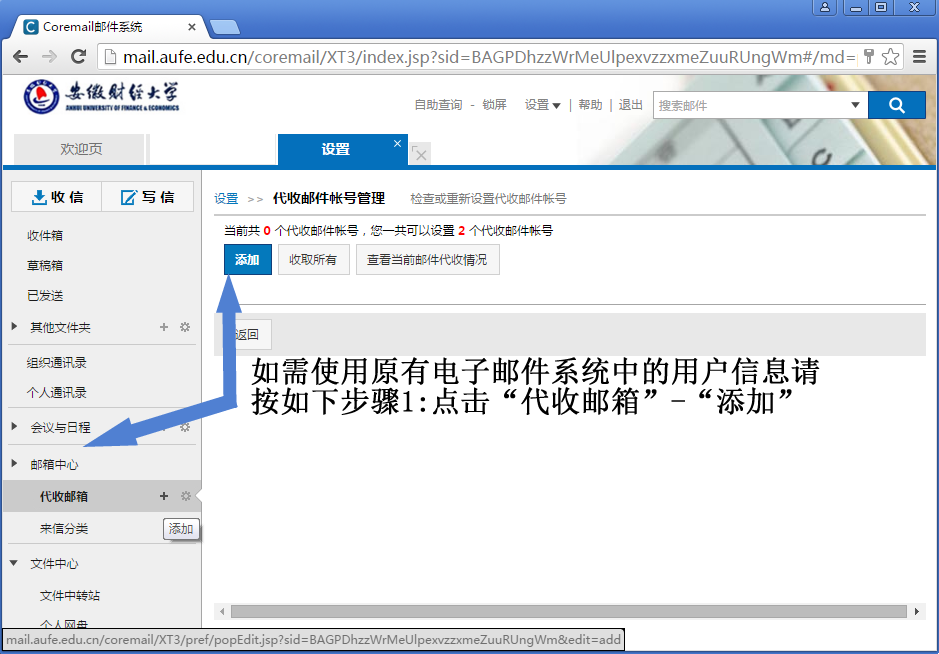 Coremail邮件系统
mail.aufe.edu.cn/coremail/XT3/index.jsp?sid=BAGPDhzzWrMeUlpexvzzxmeZuuRUngWm#/md=
安徽财经大学
ANHUI UNIVERSITY OF FINANCE & ECONOMICS
自助查询 - 锁屏 设置 | 帮助 | 退出 搜索邮件
欢迎页 设置
收信 写信
设置 >> 代收邮件帐号管理 检查或重新设置代收邮件帐号
当前共 0 个代收邮件帐号，您一共可以设置 2 个代收邮件帐号
添加 收取所有 查看当前邮件代收情况
返回
如需使用原有电子邮件系统中的用户信息请
按如下步骤1:点击“代收邮箱”-“添加”
收件箱
草稿箱
已发送
其他文件夹
组织通讯录
个人通讯录
会议与日程
邮箱中心
代收邮箱
来信分类
添加
文件中心
文件中转站
个人网盘
mail.aufe.edu.cn/coremail/XT3/pref/popEdit.jsp?sid=BAGPDhzzWrMeUlpexvzzxmeZuuRUngWm&edit=add